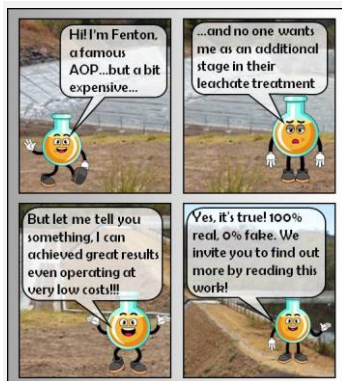 Hi! I'm Fenton,
a famous
AOP...but a bit
expensive...
...and no one wants
me as an additional
stage in their
leachate treatment
But let me tell you
something, I can
achieved great results
even operating at
very low costs!!!
Yes, it's true! 100%
real, 0% fake. We
invite you to find out
more by reading this
work!